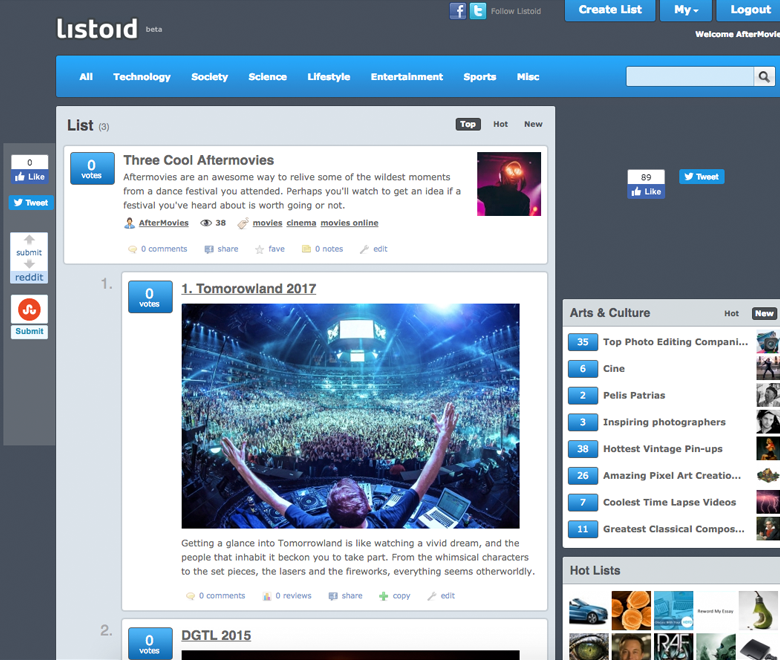 Follow Listoid
Create List
My
Logout
lıstoıd beta
Welcome AfterMovie
All Technology Society Science Lifestyle Entertainment Sports Misc
List (3)
Top Hot New
0
votes
Three Cool Aftermovies
Aftermovies are an awesome way to relive some of the wildest moments
from a dance festival you attended. Perhaps you'll watch to get an idea if a
festival you've heard about is worth going or not.
AfterMovies 38 movies cinema movies online
0 comments share fave 0 notes edit
0
Like
Tweet
submit
reddit
Submit
89
Like
Tweet
1.
0
votes
1. Tomorowland 2017
Getting a glance into Tomorrowland is like watching a vivid dream, and the
people that inhabit it beckon you to take part. From the whimsical characters
to the set pieces, the lasers and the fireworks, everything seems otherworldly.
0 comments 0 reviews share copy edit
2.
0
votes
DGTL 2015
Arts & Culture Hot New
35 Top Photo Editing Compani...
6 Cine
2 Pelis Patrias
3 Inspiring photographers
38 Hottest Vintage Pin-ups
26 Amazing Pixel Art Creatio...
7 Coolest Time Lapse Videos
11 Greatest Classical Compos...
Hot Lists
Reword My Essay
RAF